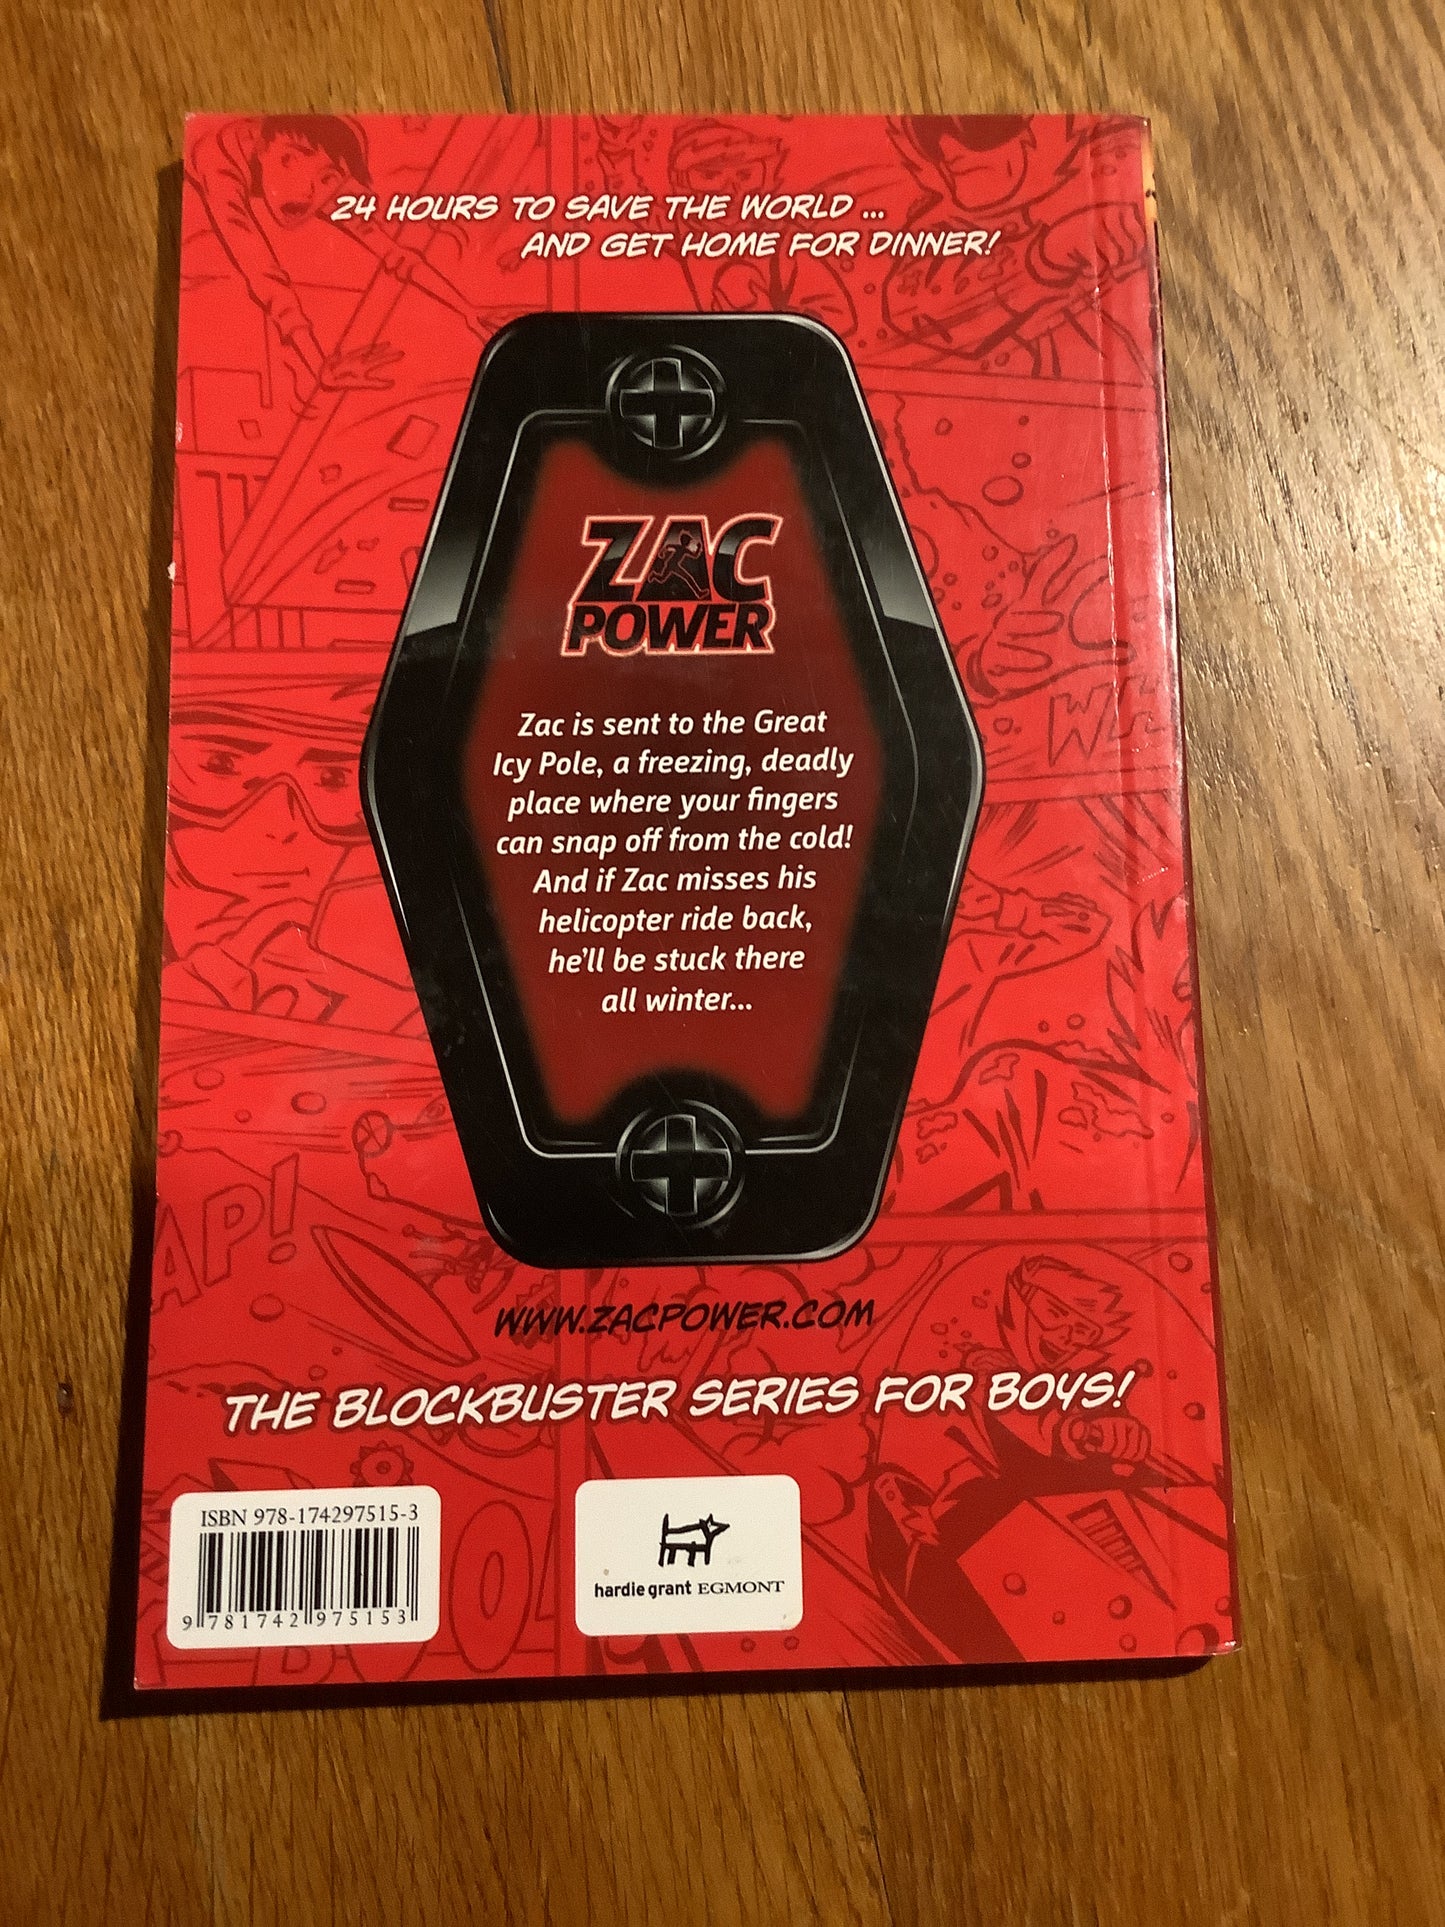 24 HOURS TO SAVE THE WORLD ...
AND GET HOME FOR DINNER!
ZAC
POWER
Zac is sent to the Great
Icy Pole, a freezing, deadly
place where your fingers
can snap off from the cold!
And if Zac misses his
helicopter ride back,
he'll be stuck there
all winter...
WWW.ZACPOWER.COM
THE BLOCKBUSTER SERIES FOR BOYS!
ISBN 978-174297515-3
9 781742 975153
hardie grant EGMONT